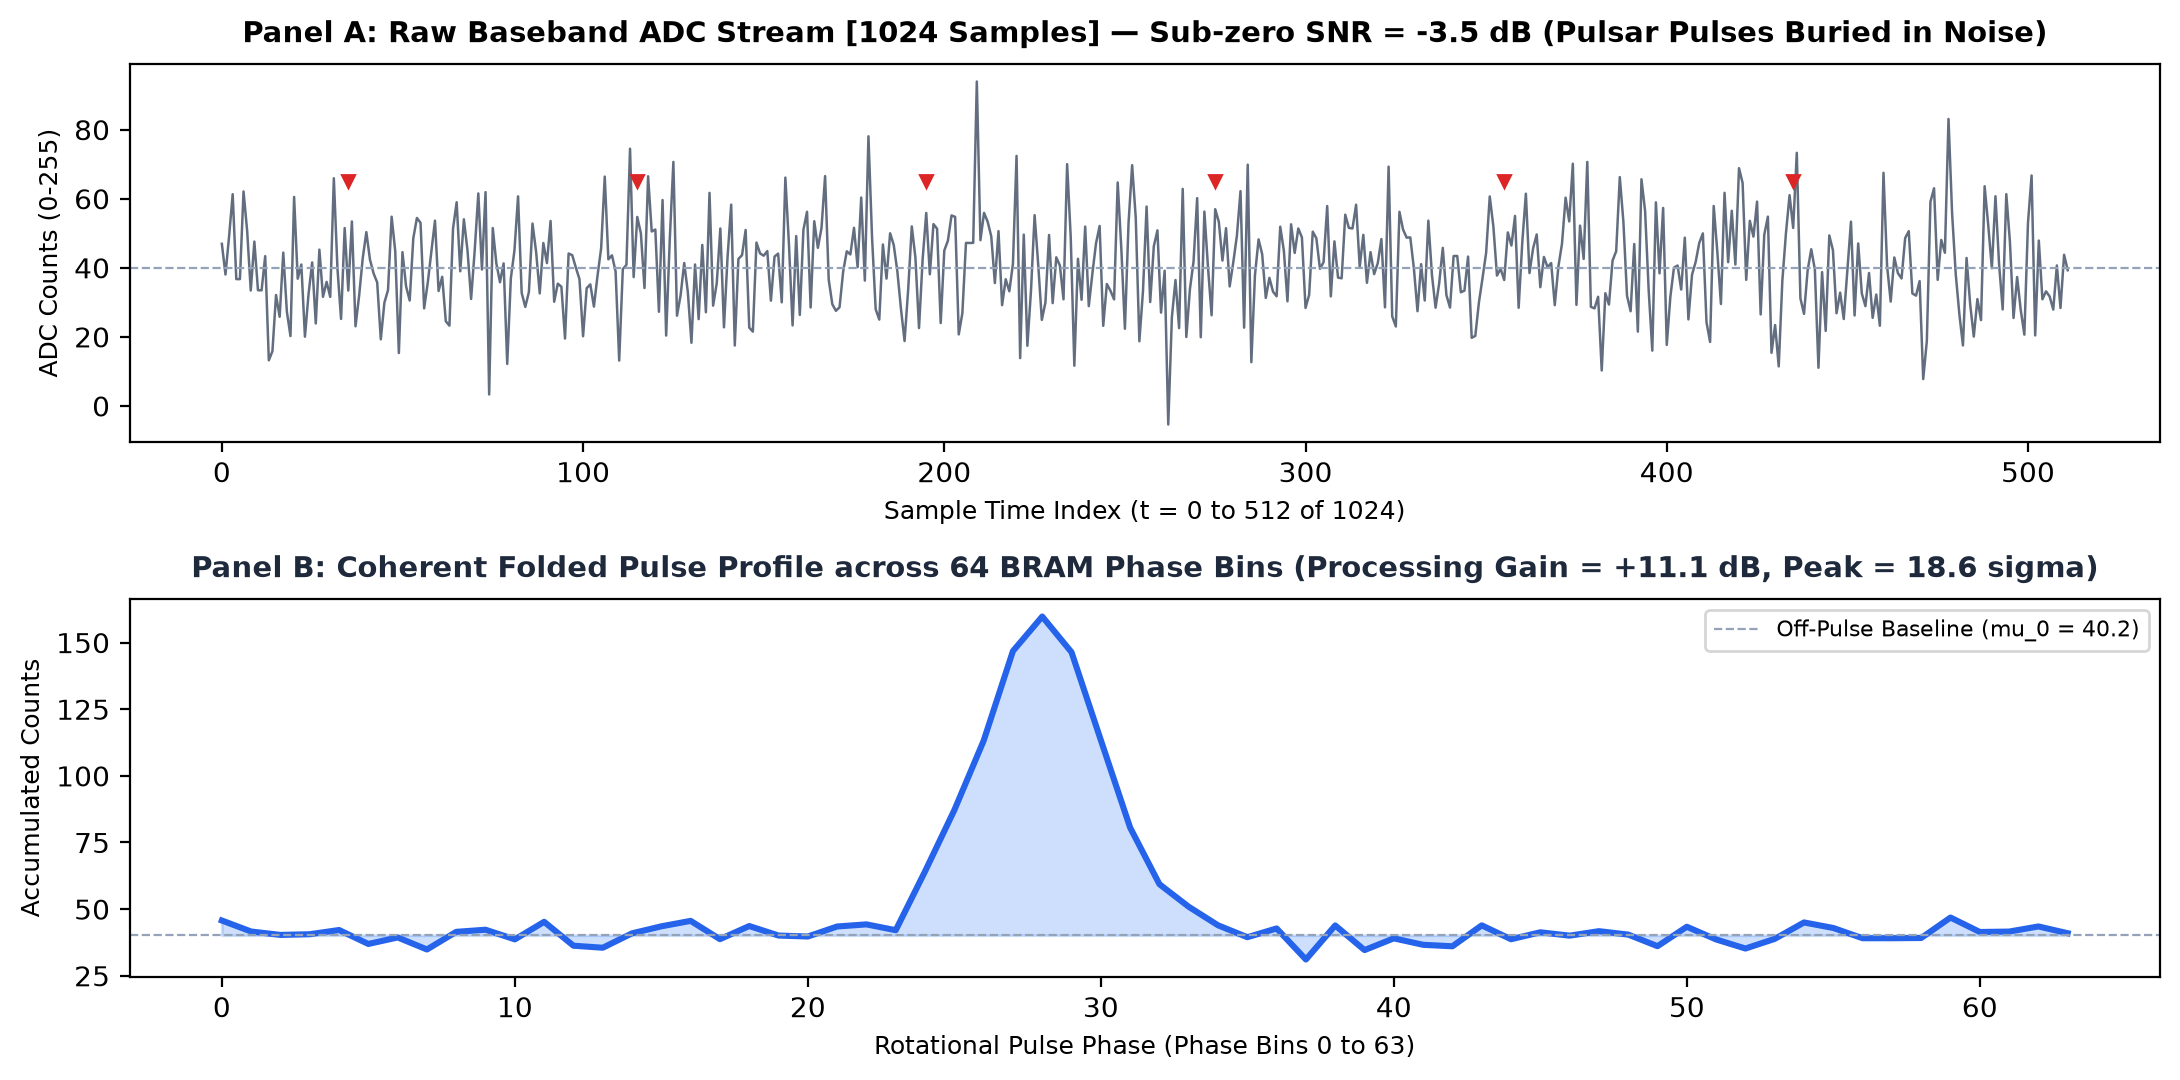 Panel A: Raw Baseband ADC Stream [1024 Samples] — Sub-zero SNR = -3.5 dB (Pulsar Pulses Buried in Noise)
ADC Counts (0-255)
80
60
40
20
0
0 100 200 300 400 500
Sample Time Index (t = 0 to 512 of 1024)
Panel B: Coherent Folded Pulse Profile across 64 BRAM Phase Bins (Processing Gain = +11.1 dB, Peak = 18.6 sigma)
Off-Pulse Baseline (mu_0 = 40.2)
Accumulated Counts
150
125
100
75
50
25
0 10 20 30 40 50 60
Rotational Pulse Phase (Phase Bins 0 to 63)